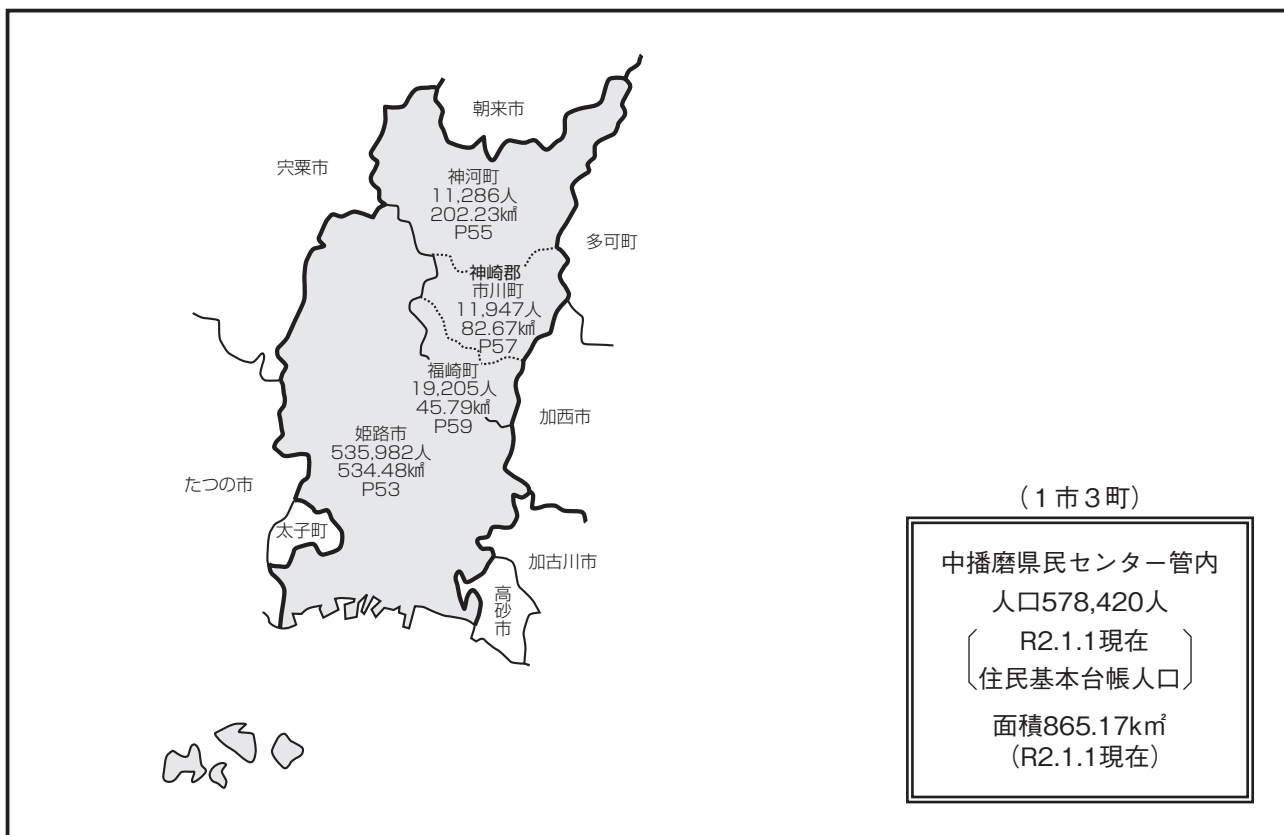 朝来市
宍粟市
神河町
11,286人
202.23k㎡
P55
多可町
神崎郡
市川町
11,947人
82.67k㎡
P57
福崎町
19,205人
45.79k㎡
P59
加西市
姫路市
535,982人
534.48k㎡
P53
たつの市
太子町
加古川市
高砂市
（1市3町）
中播磨県民センター管内
人口578,420人
R2.1.1現在
住民基本台帳人口
面積865.17k㎡
（R2.1.1現在）